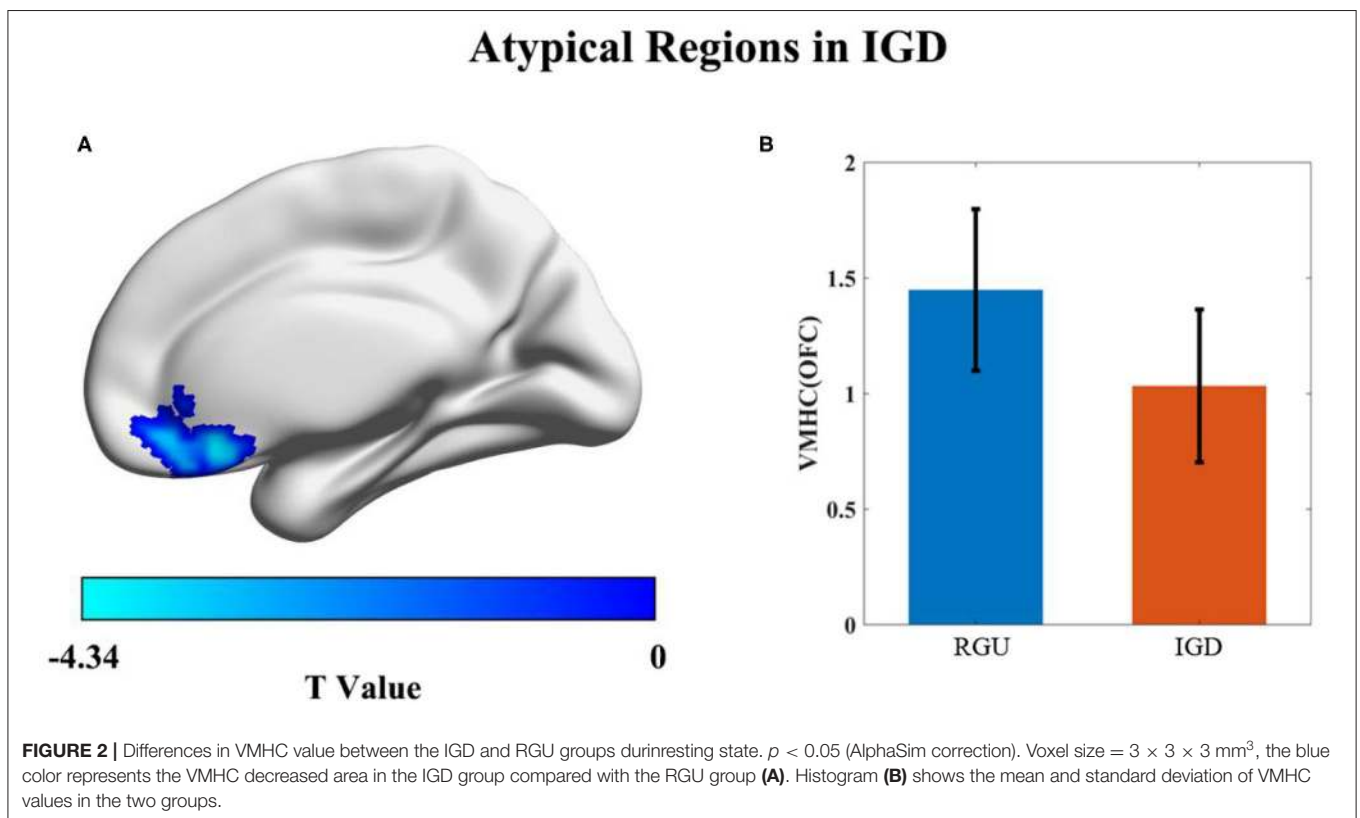 Atypical Regions in IGD
A
-4.34
0
T Value
B
2
1.5
1
0.5
0
VMHC(OFC)
RGU
IGD
FIGURE 2 | Differences in VMHC value between the IGD and RGU groups durinresting state. p < 0.05 (AlphaSim correction). Voxel size = 3 × 3 × 3 mm³, the blue
color represents the VMHC decreased area in the IGD group compared with the RGU group (A). Histogram (B) shows the mean and standard deviation of VMHC
values in the two groups.